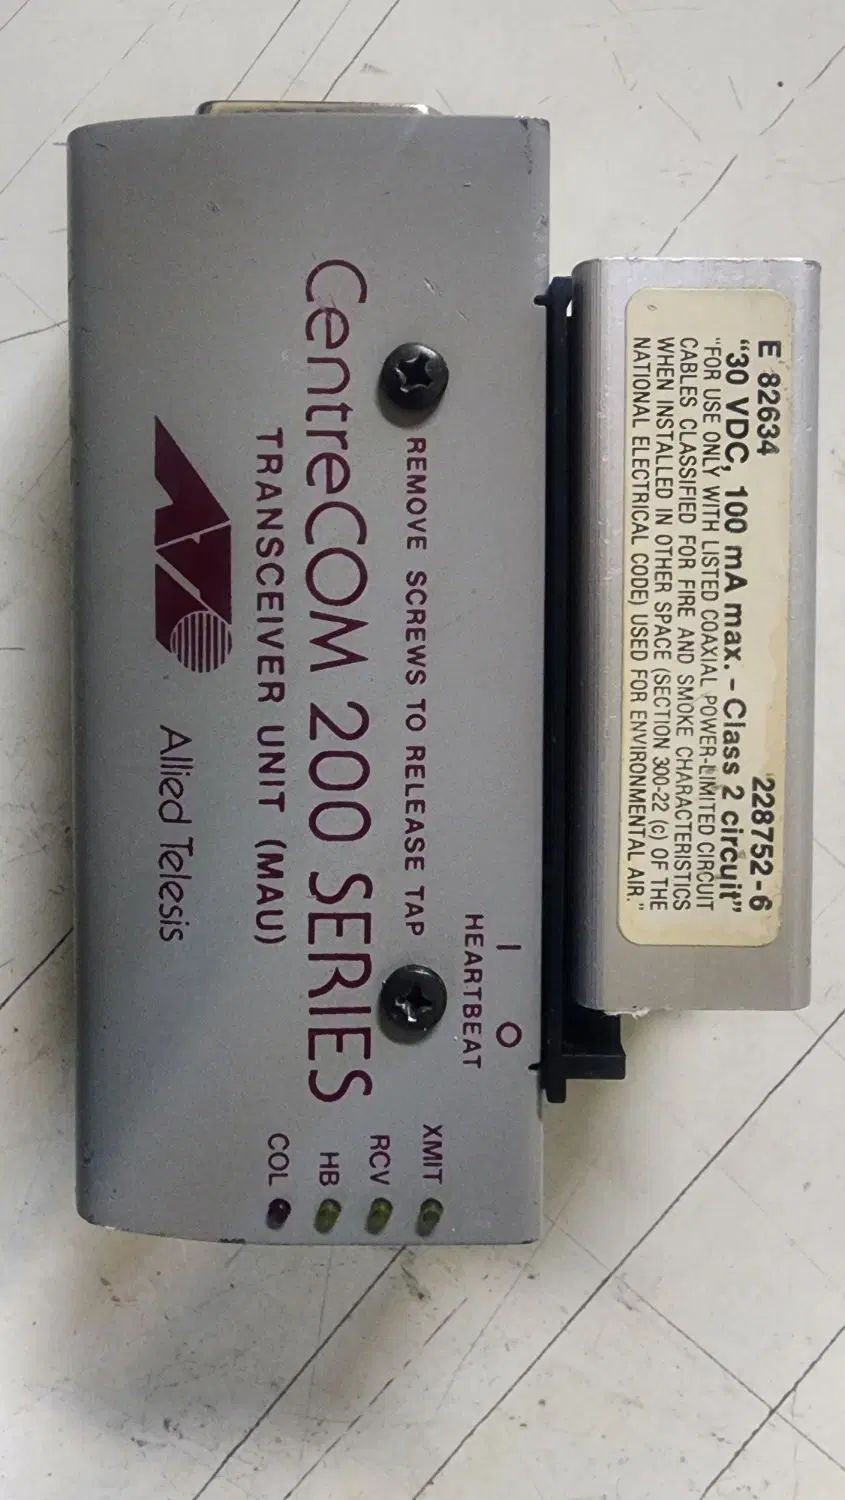 E 82634 228752-6
"30 VDC, 100 mA max. - Class 2 circuit"
"FOR USE ONLY WITH LISTED COAXIAL POWER-LIMITED CIRCUIT
CABLES CLASSIFIED FOR FIRE AND SMOKE CHARACTERISTICS
WHEN INSTALLED IN OTHER SPACE (SECTION 300-22 (c) OF THE
NATIONAL ELECTRICAL CODE) USED FOR ENVIRONMENTAL AIR."
I O
HEARTBEAT
REMOVE SCREWS TO RELEASE TAP
CentreCOM 200 SERIES
TRANSCEIVER UNIT (MAU)
Allied Telesis
XMIT
RCV
HB
COL